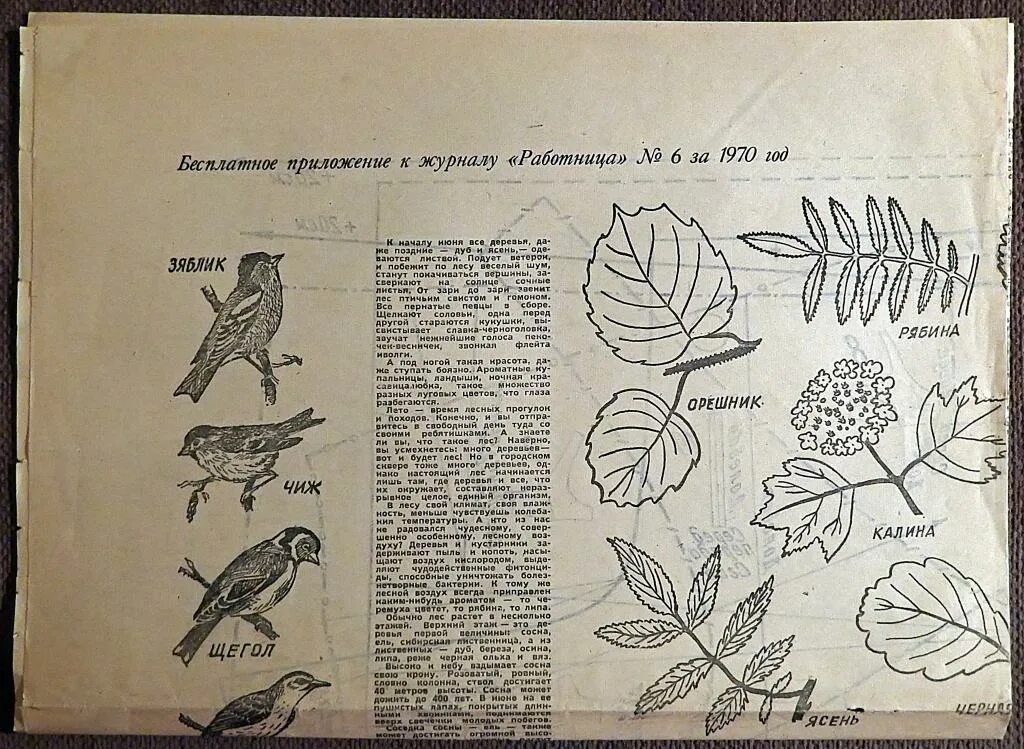 Бесплатное приложение к журналу «Работница» № 6 за 1970 год
ЗЯБЛИК
ЧИЖ
ЩЕГОЛ
К началу июня все деревья, да-
же поздние — дуб и ясень,— оде-
ваются листвой. Подует ветерок,
и побежит по лесу веселый шум,
станут покачиваться вершины, за-
сверкают на солнце сочные
листья. От зари до зари звенит
лес птичьим свистом и гомоном.
Все пернатые певцы в сборе.
Щелкают соловьи, одна перед
другой стараются кукушки, вы-
свистывает славка-черноголовка,
звучат нежнейшие голоса пено-
чек-весничек, звонкая флейта
иволги.
А под ногой такая красота, да-
же ступать боязно. Ароматные ку-
пальницы, ландыши, ночная кра-
савица-любка, такое множество
разных луговых цветов, что глаза
разбегаются.
Лето — время лесных прогулок
и походов. Конечно, и вы отправ-
итесь в свободный день туда со
своими ребятишками. А знаете
ли вы, что такое лес? Наверно,
вы усмехнетесь: много деревьев—
вот и будет лес! Но в городском
сквере тоже много деревьев, од-
нако настоящий лес начинается
лишь там, где деревья и все, что
их окружает, составляют нераз-
рывное целое, единый организм.
В лесу свой климат, своя влаж-
ность, меньше чувствуешь колеба-
ния температуры. А кто из нас
не радовался чудесному, совер-
шенно особенному, лесному воз-
духу? Деревья и кустарники за-
держивают пыль и копоть, насы-
щают воздух кислородом, выде-
ляют чудодейственные фитонци-
ды, способные уничтожать болез-
нетворные бактерии. К тому же
лесной воздух всегда приправлен
каким-нибудь ароматом — то че-
ремуха цветет, то рябина, то липа.
Обычно лес растет в несколько
этажей. Верхний этаж — это де-
ревья первой величины: сосна,
ель, сибирская лиственница, а из
лиственных — дуб, береза, осина,
липа, реже черная ольха и вяз.
Высоко к небу вздымает сосна
свою крону. Розоватый, ровный,
словно колонна, ствол достигает
40 метров высоты. Сосна может
дожить до 400 лет. В июне на ее
пушистых лапах, покрытых длин-
ными хвоинками, поднимаются
вверх свечечки молодых побегов.
Соседка сосны — ель — также
может достигать огромной высо-
РЯБИНА
ОРЕШНИК
КАЛИНА
ЯСЕНЬ
ЧЕРНАЯ
+20см